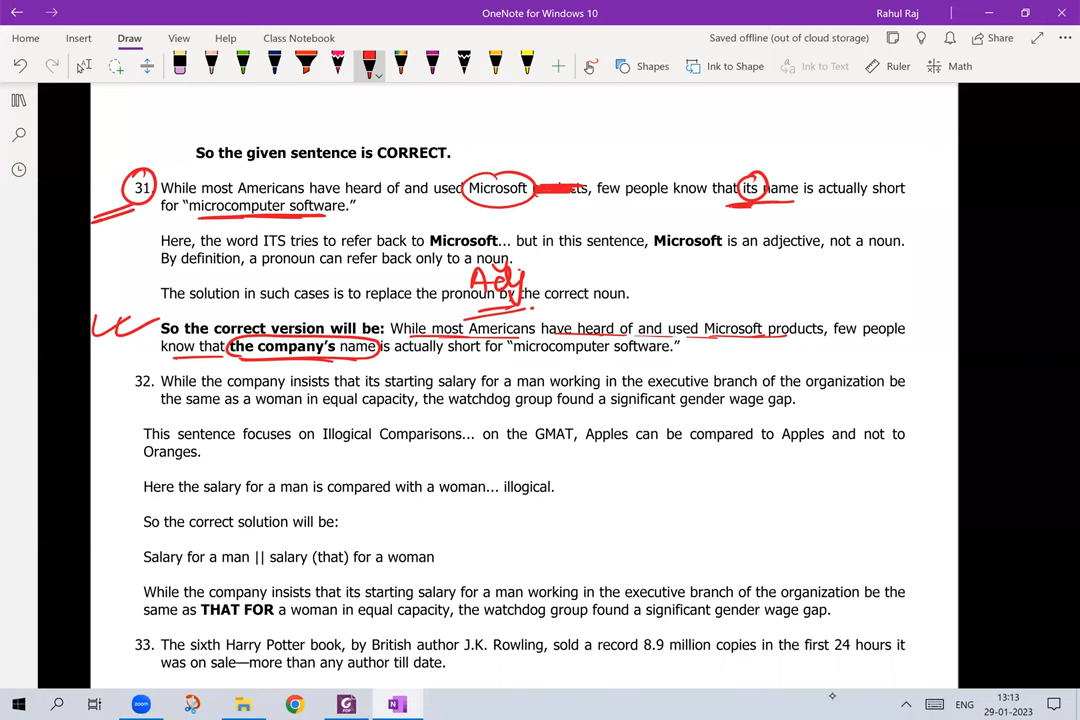 OneNote for Windows 10
Rahul Raj
Home Insert Draw View Help Class Notebook
Saved offline (out of cloud storage) Share
Shapes Ink to Shape Ink to Text Ruler Math
So the given sentence is CORRECT.
31. While most Americans have heard of and used Microsoft , few people know that its name is actually short
for “microcomputer software.”
Here, the word ITS tries to refer back to Microsoft... but in this sentence, Microsoft is an adjective, not a noun.
By definition, a pronoun can refer back only to a noun.
Adj
The solution in such cases is to replace the pronoun by the correct noun.
So the correct version will be: While most Americans have heard of and used Microsoft products, few people
know that the company’s name is actually short for “microcomputer software.”
32. While the company insists that its starting salary for a man working in the executive branch of the organization be
the same as a woman in equal capacity, the watchdog group found a significant gender wage gap.
This sentence focuses on Illogical Comparisons... on the GMAT, Apples can be compared to Apples and not to
Oranges.
Here the salary for a man is compared with a woman... illogical.
So the correct solution will be:
Salary for a man || salary (that) for a woman
While the company insists that its starting salary for a man working in the executive branch of the organization be the
same as THAT FOR a woman in equal capacity, the watchdog group found a significant gender wage gap.
33. The sixth Harry Potter book, by British author J.K. Rowling, sold a record 8.9 million copies in the first 24 hours it
was on sale—more than any author till date.
zoom
ENG
13:13
29-01-2023